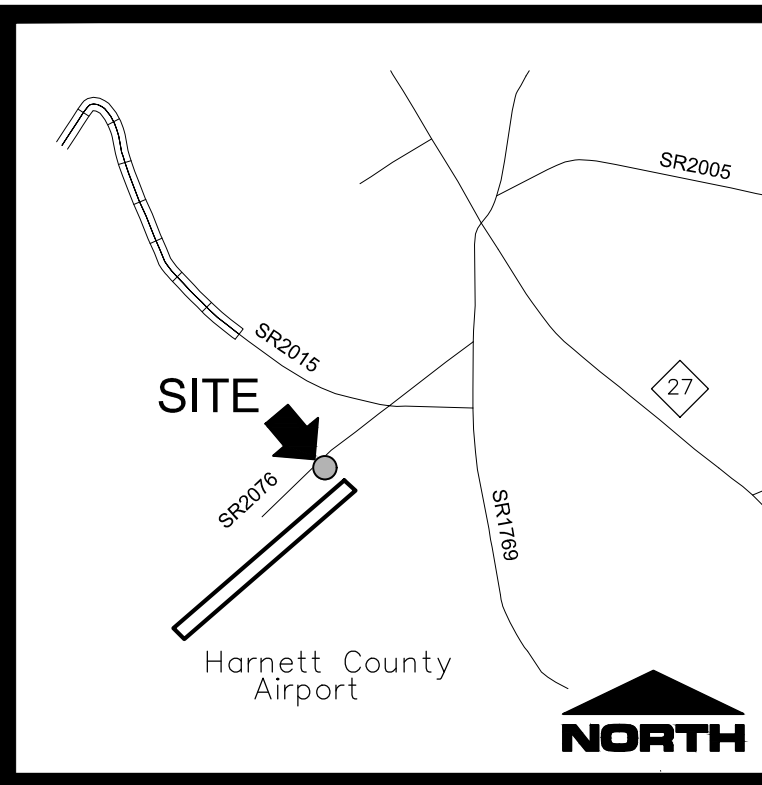 SR2005
SR2015
27
SITE
SR2076
SR1769
Harnett County
Airport
NORTH